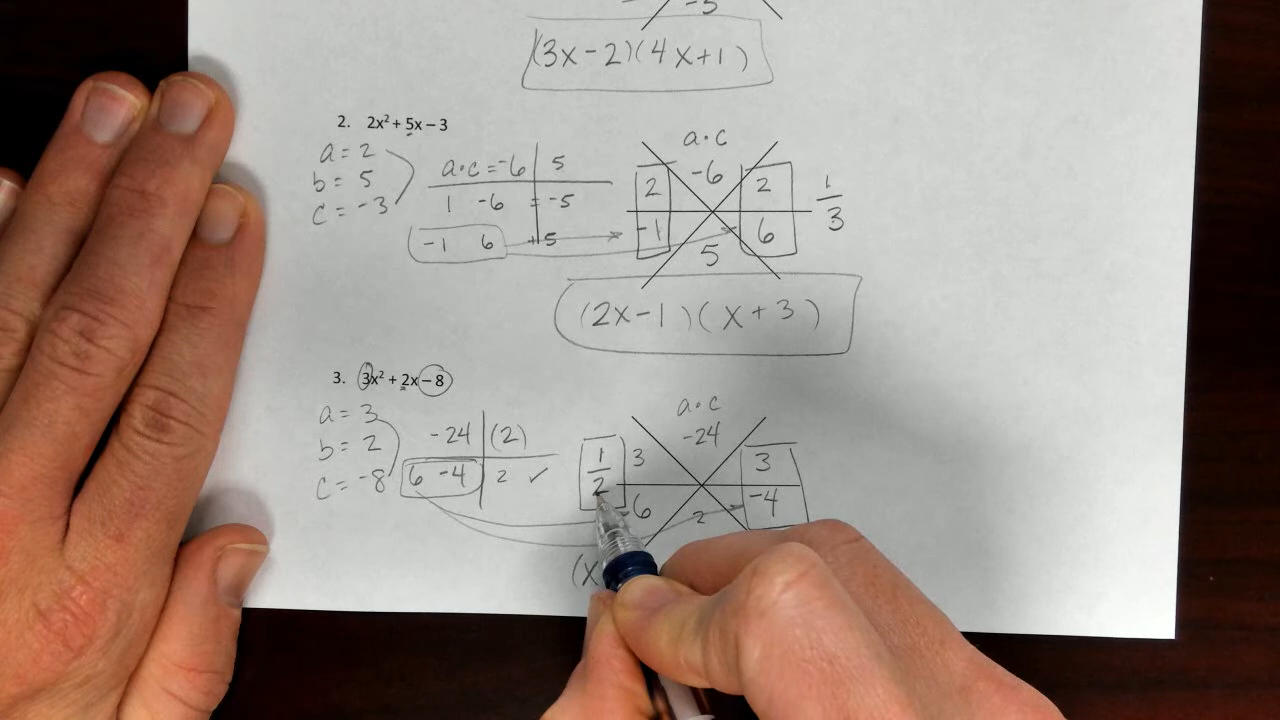 -5
(3x-2)(4x+1)
2. 2x² + 5x – 3
a = 2
b = 5
c = -3
a·c = -6 5
1 -6 = -5
-1 6 +5
a·c
-6
2 2
-1 6
5
1
3
(2x-1)(x+3)
3. 3x² + 2x – 8
a = 3
b = 2
c = -8
-24 (2)
6 -4 2 ✓
a·c
-24
1 3 3
2 6 -4
2
(x